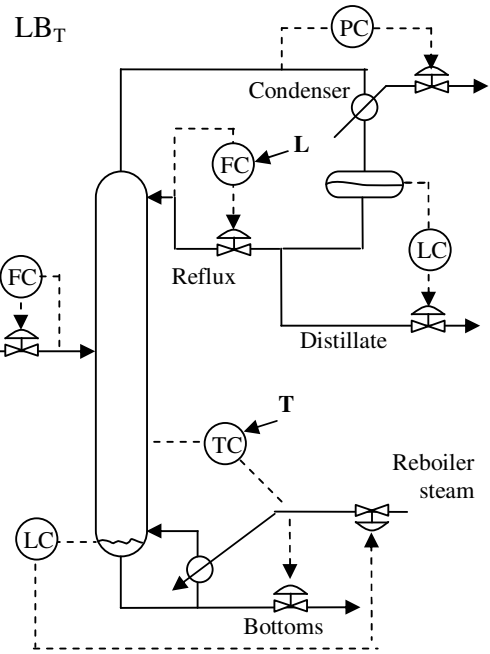 LB_T
PC
Condenser
L
FC
LC
Reflux
FC
Distillate
T
TC
Reboiler
steam
LC
Bottoms